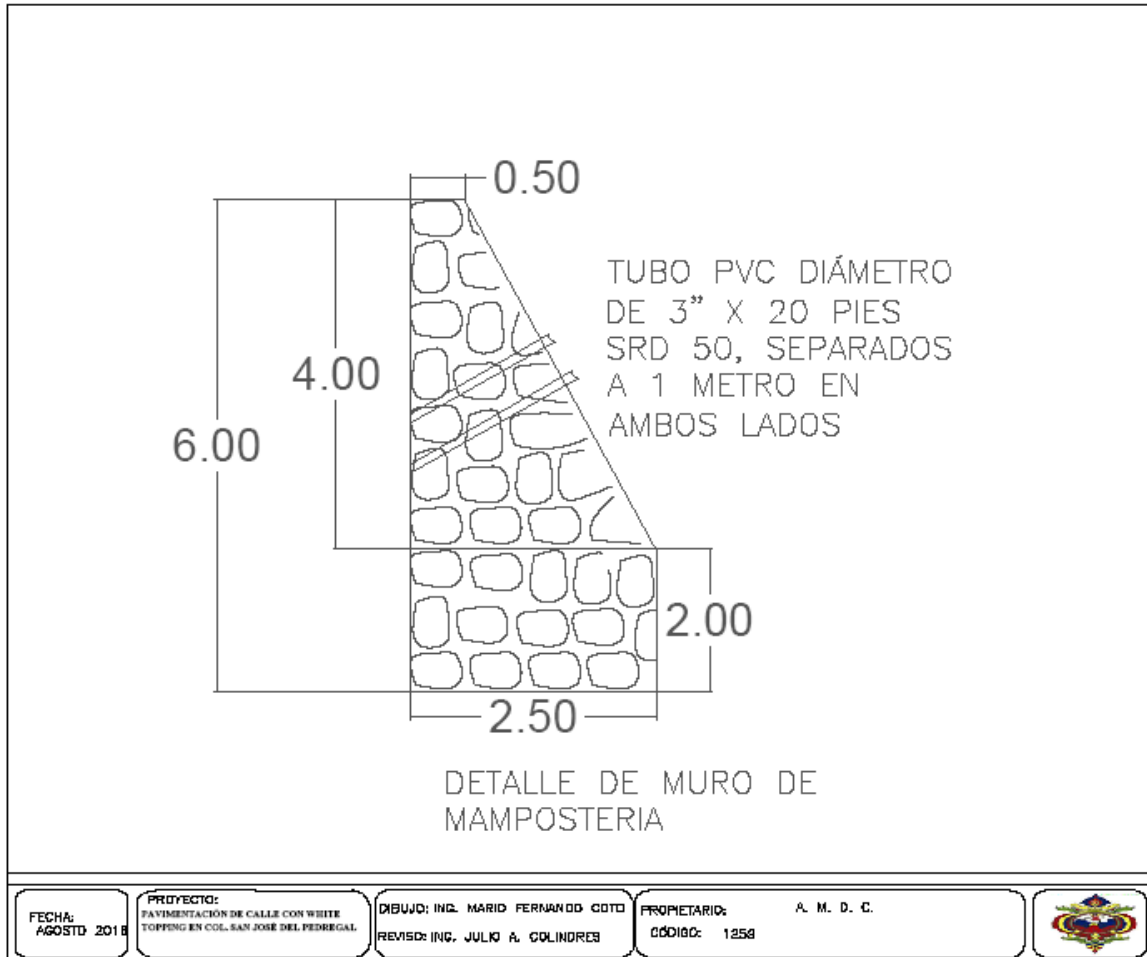 0.50
TUBO PVC DIÁMETRO
DE 3" X 20 PIES
SRD 50, SEPARADOS
A 1 METRO EN
AMBOS LADOS
4.00
6.00
2.00
2.50
DETALLE DE MURO DE
MAMPOSTERIA
FECHA:
AGOSTO 2018
PROYECTO:
PAVIMENTACIÓN DE CALLE CON WHITE
TOPPING EN COL. SAN JOSÉ DEL PEDREGAL
DIBUJO: ING. MARIO FERNANDO COTO
REVISO: ING. JULIO A. COLINDRES
PROPIETARIO: A. M. D. C.
CÓDIGO: 1258